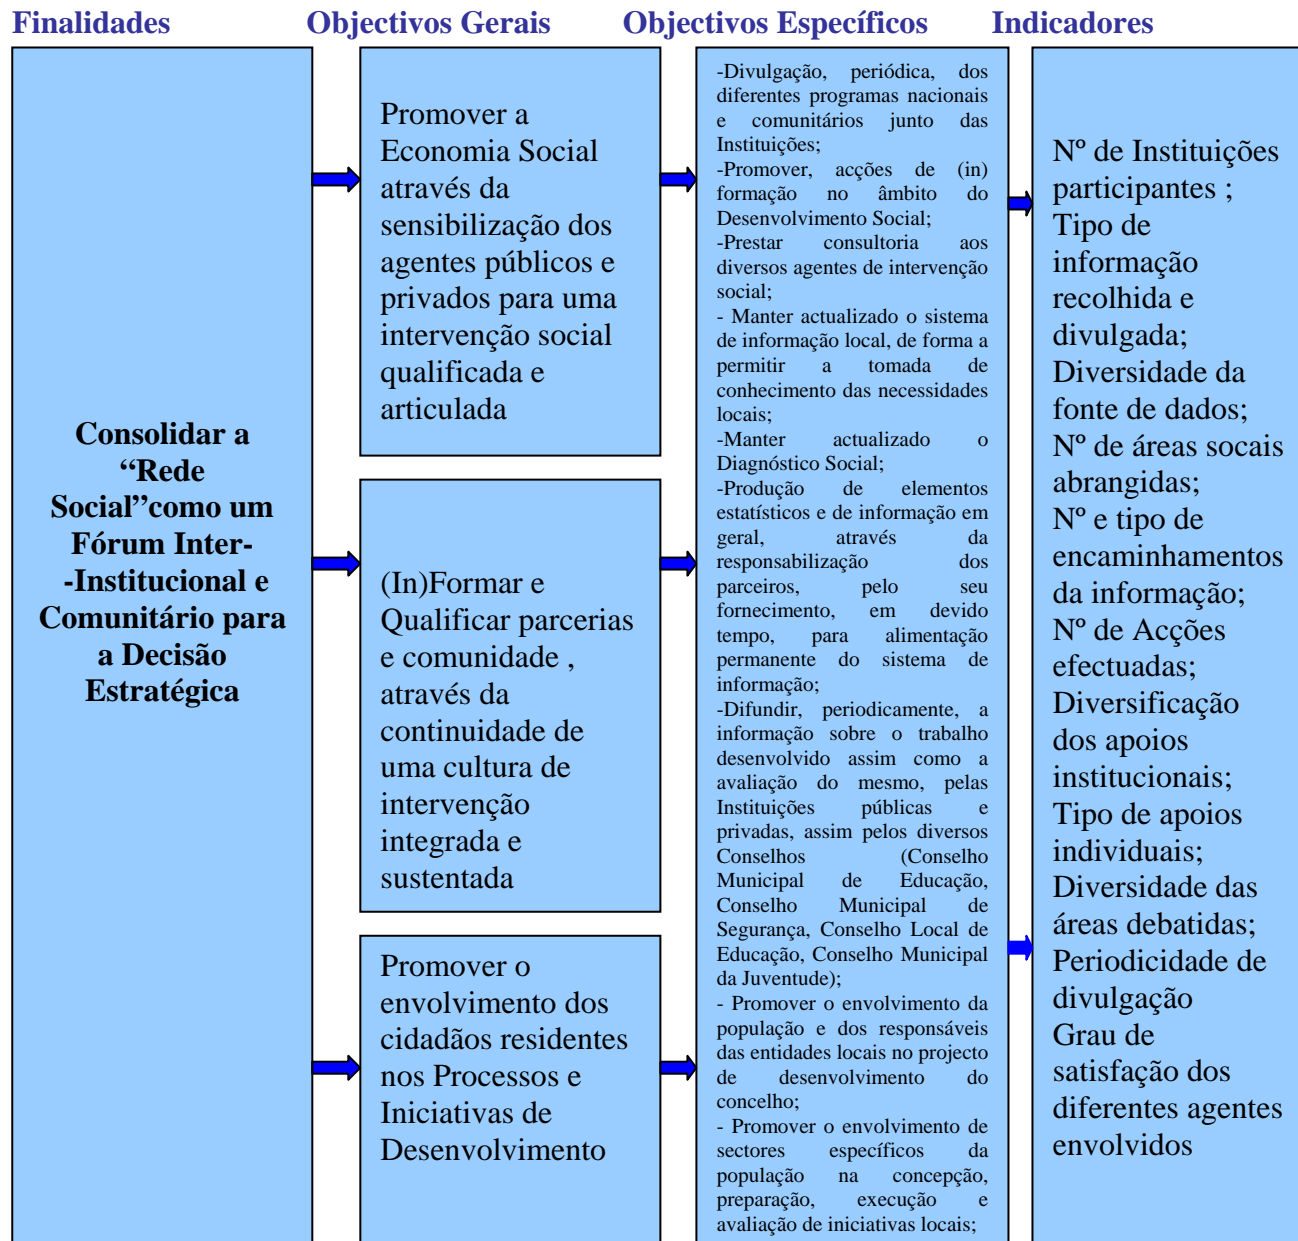 Finalidades Objectivos Gerais Objectivos Específicos Indicadores
Consolidar a
“Rede
Social”como um
Fórum Inter-
-Institucional e
Comunitário para
a Decisão
Estratégica
Promover a
Economia Social
através da
sensibilização dos
agentes públicos e
privados para uma
intervenção social
qualificada e
articulada
(In)Formar e
Qualificar parcerias
e comunidade ,
através da
continuidade de
uma cultura de
intervenção
integrada e
sustentada
Promover o
envolvimento dos
cidadãos residentes
nos Processos e
Iniciativas de
Desenvolvimento
-Divulgação, periódica, dos
diferentes programas nacionais
e comunitários junto das
Instituições;
-Promover, acções de (in)
formação no âmbito do
Desenvolvimento Social;
-Prestar consultoria aos
diversos agentes de intervenção
social;
- Manter actualizado o sistema
de informação local, de forma a
permitir a tomada de
conhecimento das necessidades
locais;
-Manter actualizado o
Diagnóstico Social;
-Produção de elementos
estatísticos e de informação em
geral, através da
responsabilização dos
parceiros, pelo seu
fornecimento, em devido
tempo, para alimentação
permanente do sistema de
informação;
-Difundir, periodicamente, a
informação sobre o trabalho
desenvolvido assim como a
avaliação do mesmo, pelas
Instituições públicas e
privadas, assim pelos diversos
Conselhos (Conselho
Municipal de Educação,
Conselho Municipal de
Segurança, Conselho Local de
Educação, Conselho Municipal
da Juventude);
- Promover o envolvimento da
população e dos responsáveis
das entidades locais no projecto
de desenvolvimento do
concelho;
- Promover o envolvimento de
sectores específicos da
população na concepção,
preparação, execução e
avaliação de iniciativas locais;
Nº de Instituições
participantes ;
Tipo de
informação
recolhida e
divulgada;
Diversidade da
fonte de dados;
Nº de áreas socais
abrangidas;
Nº e tipo de
encaminhamentos
da informação;
Nº de Acções
efectuadas;
Diversificação
dos apoios
institucionais;
Tipo de apoios
individuais;
Diversidade das
áreas debatidas;
Periodicidade de
divulgação
Grau de
satisfação dos
diferentes agentes
envolvidos